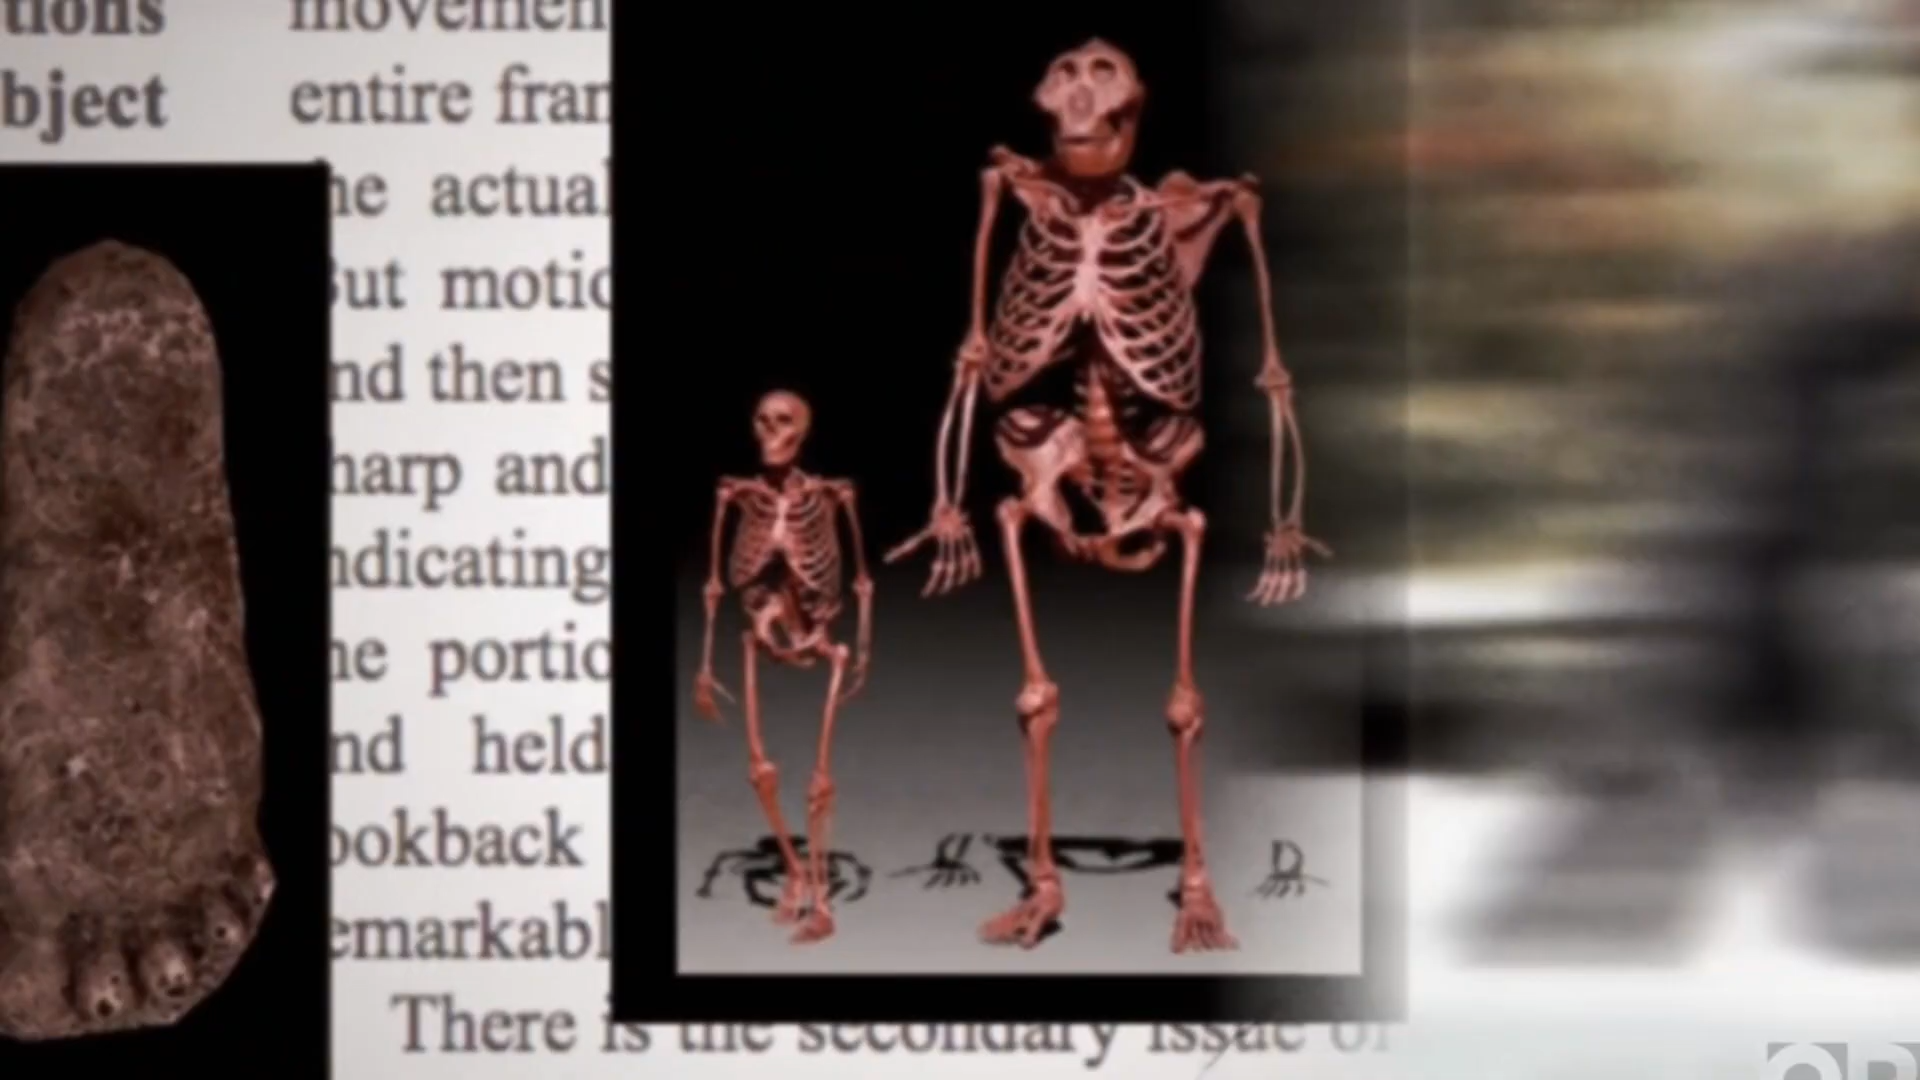 tions movemen
bject entire fran
he actual
But motio
nd then s
harp and
ndicating
he portio
nd held
ookback
emarkabl
There is the secondary issue of